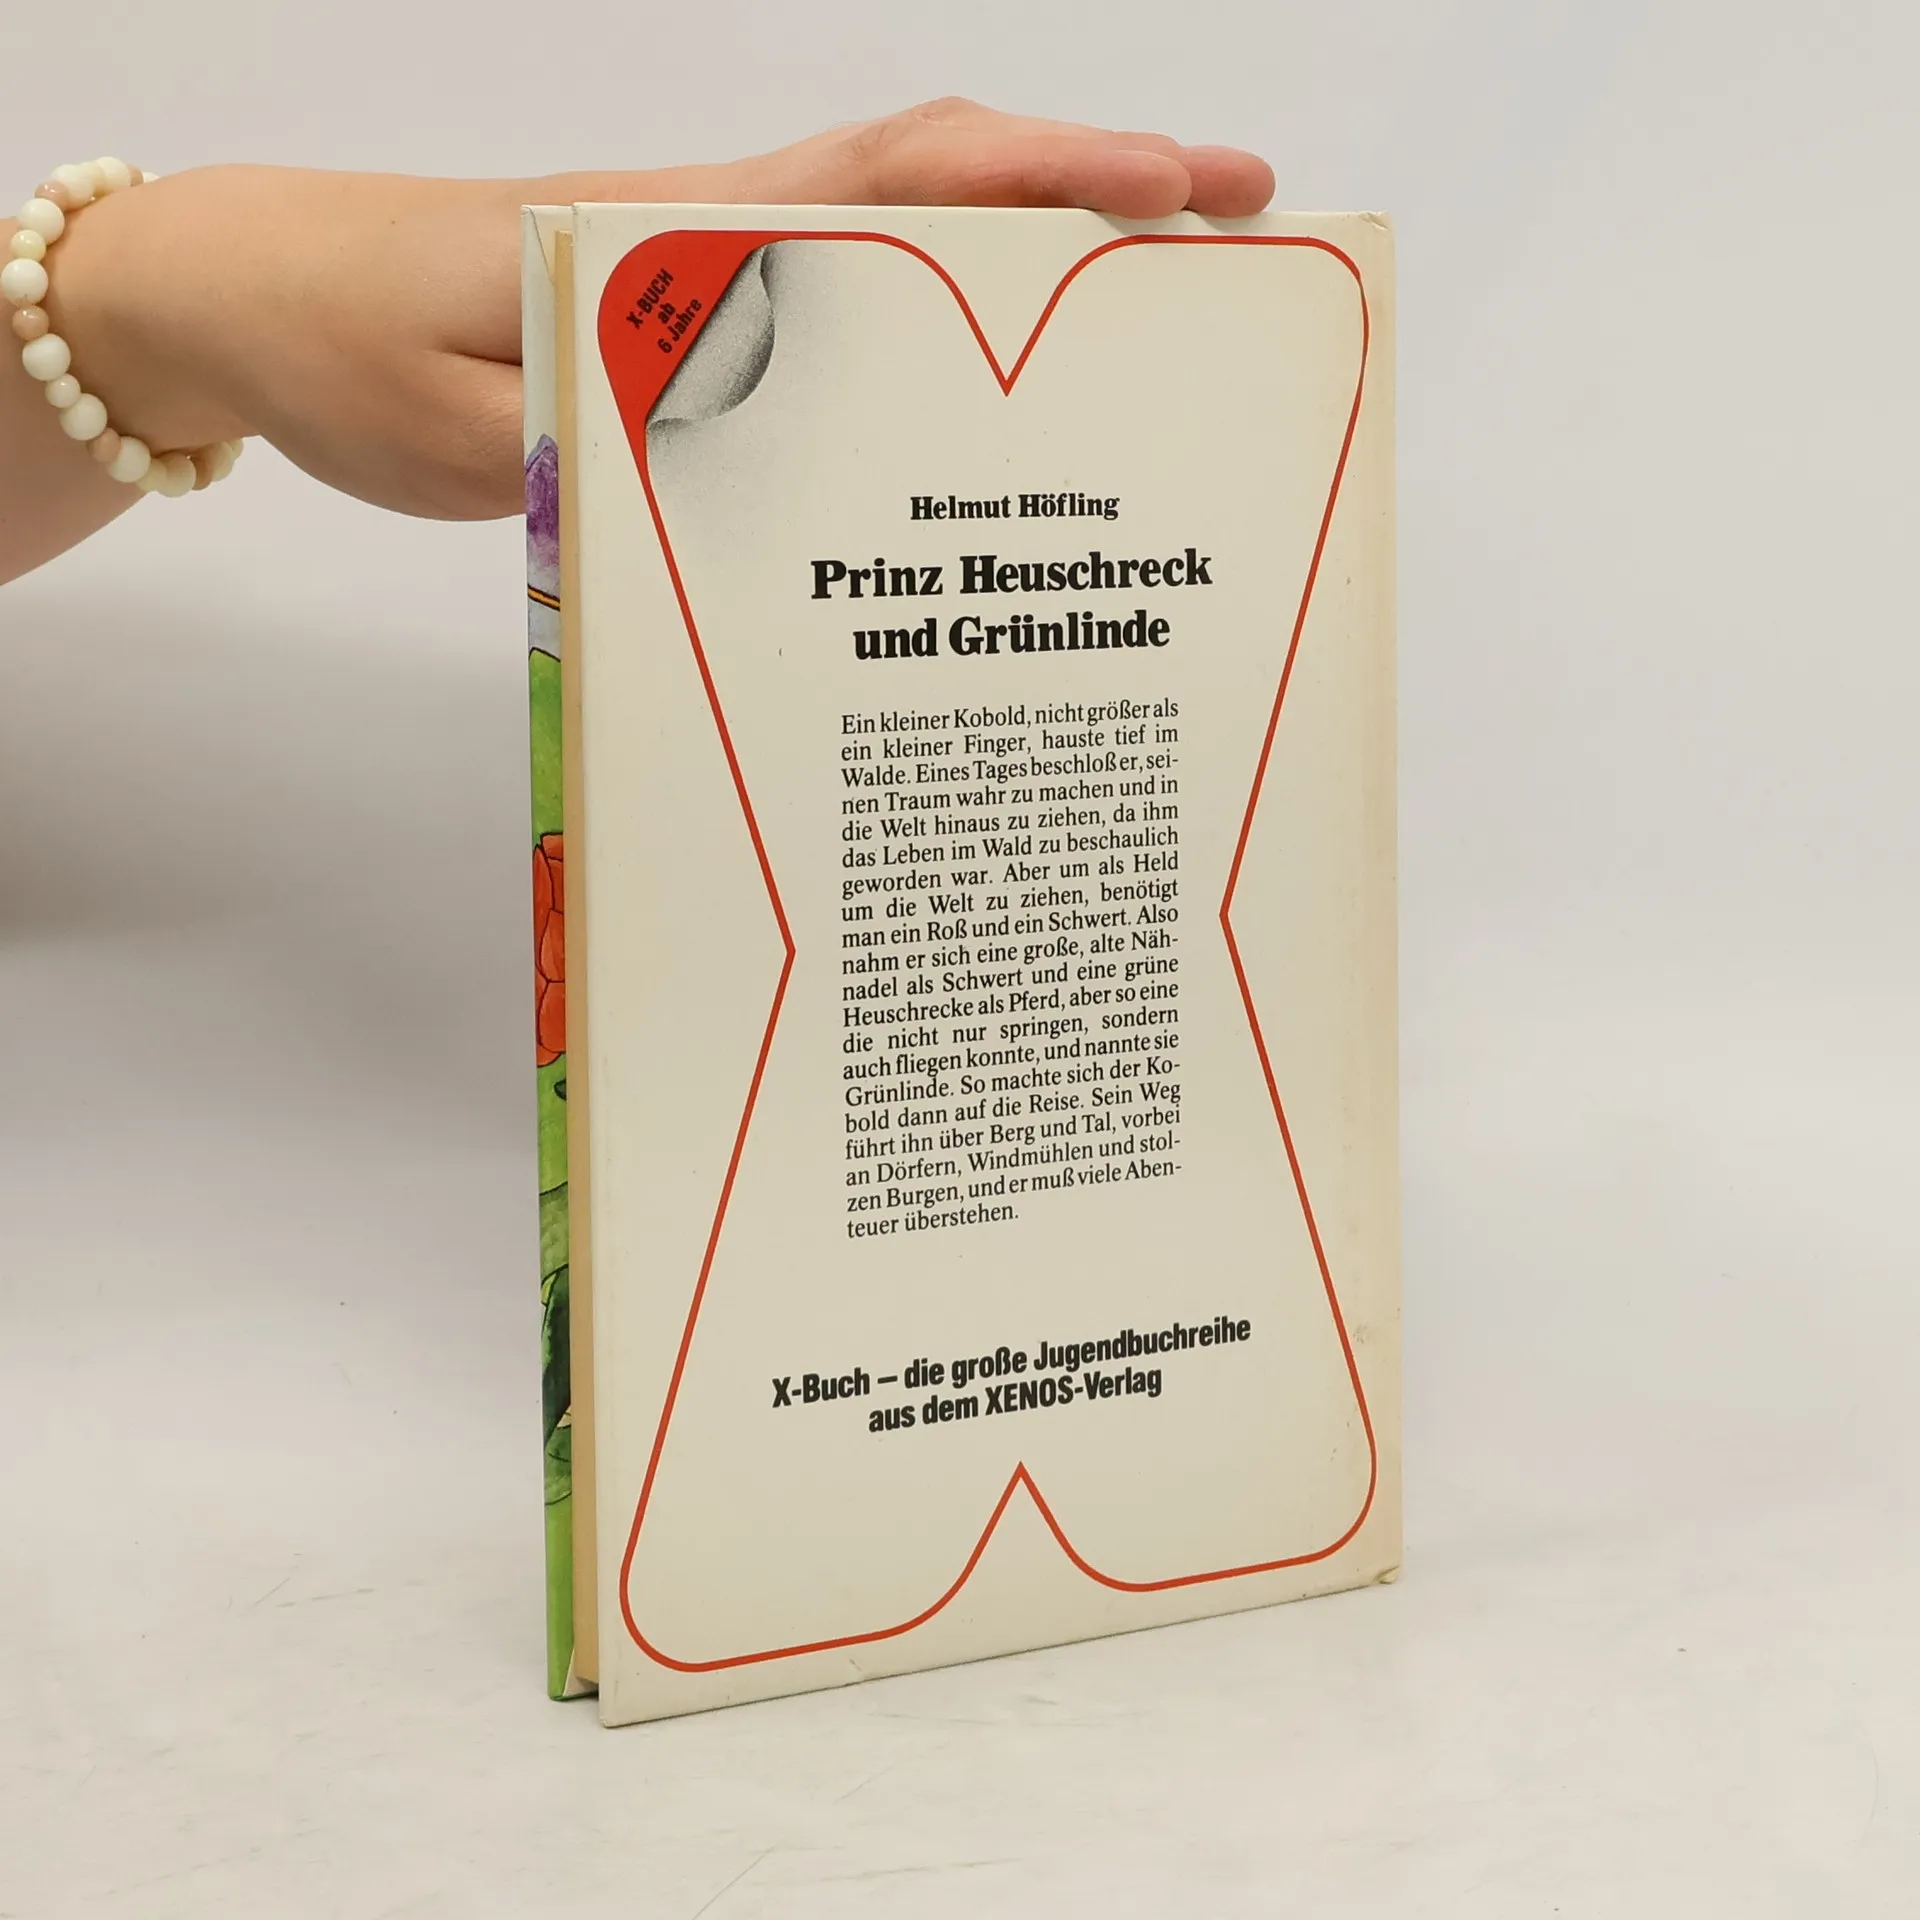 X-BUCH
ab
6 Jahre
Helmut Höfling
Prinz Heuschreck
und Grünlinde
Ein kleiner Kobold, nicht größer als
ein kleiner Finger, hauste tief im
Walde. Eines Tages beschloß er, sei-
nen Traum wahr zu machen und in
die Welt hinaus zu ziehen, da ihm
das Leben im Wald zu beschaulich
geworden war. Aber um als Held
um die Welt zu ziehen, benötigt
man ein Roß und ein Schwert. Also
nahm er sich eine große, alte Näh-
nadel als Schwert und eine grüne
Heuschrecke als Pferd, aber so eine
die nicht nur springen, sondern
auch fliegen konnte, und nannte sie
Grünlinde. So machte sich der Ko-
bold dann auf die Reise. Sein Weg
führt ihn über Berg und Tal, vorbei
an Dörfern, Windmühlen und stol-
zen Burgen, und er muß viele Aben-
teuer überstehen.
X-Buch – die große Jugendbuchreihe
aus dem XENOS-Verlag